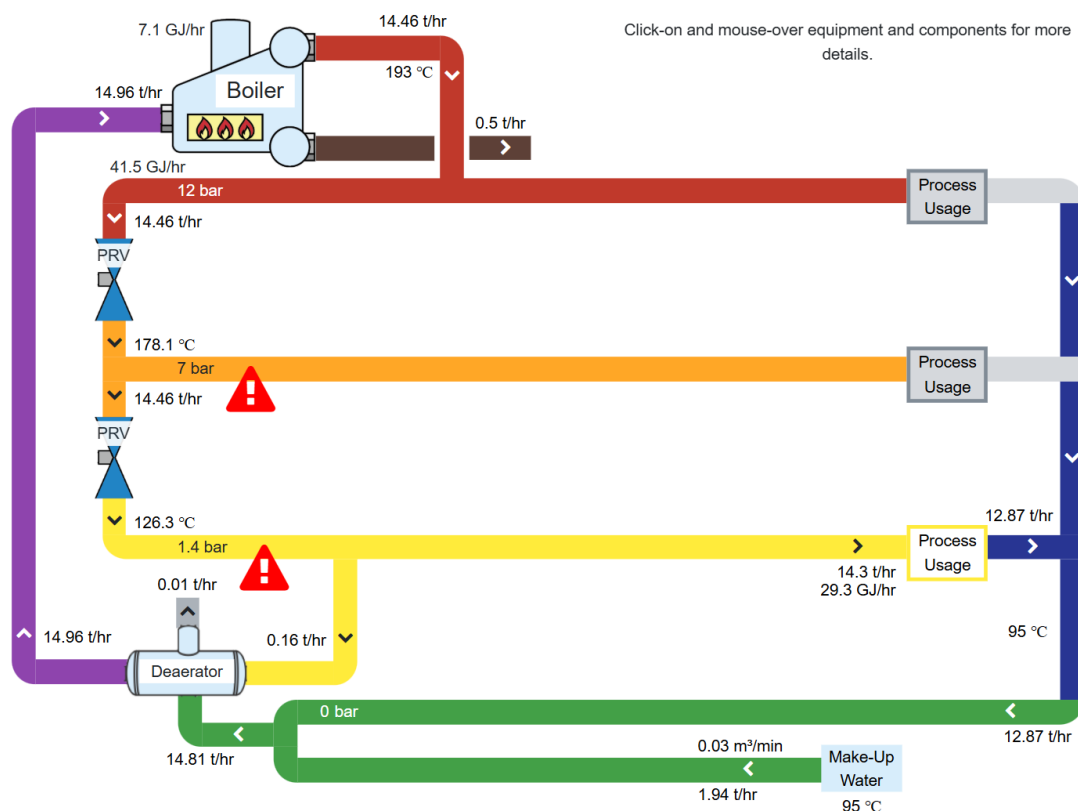 7.1 GJ/hr
14.46 t/hr
Click-on and mouse-over equipment and components for more
details.
193 ℃
14.96 t/hr
Boiler
0.5 t/hr
41.5 GJ/hr
12 bar
Process
Usage
14.46 t/hr
PRV
178.1 ℃
7 bar
Process
Usage
14.46 t/hr
PRV
126.3 ℃
12.87 t/hr
1.4 bar
Process
Usage
14.3 t/hr
29.3 GJ/hr
0.01 t/hr
14.96 t/hr
0.16 t/hr
95 ℃
Deaerator
0 bar
12.87 t/hr
14.81 t/hr
0.03 m³/min
Make-Up
Water
1.94 t/hr
95 ℃